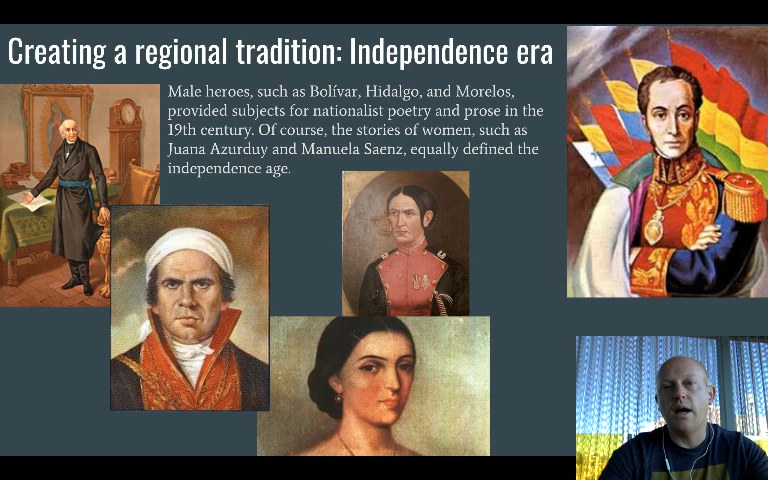 Creating a regional tradition: Independence era
Male heroes, such as Bolívar, Hidalgo, and Morelos,
provided subjects for nationalist poetry and prose in the
19th century. Of course, the stories of women, such as
Juana Azurduy and Manuela Saenz, equally defined the
independence age.